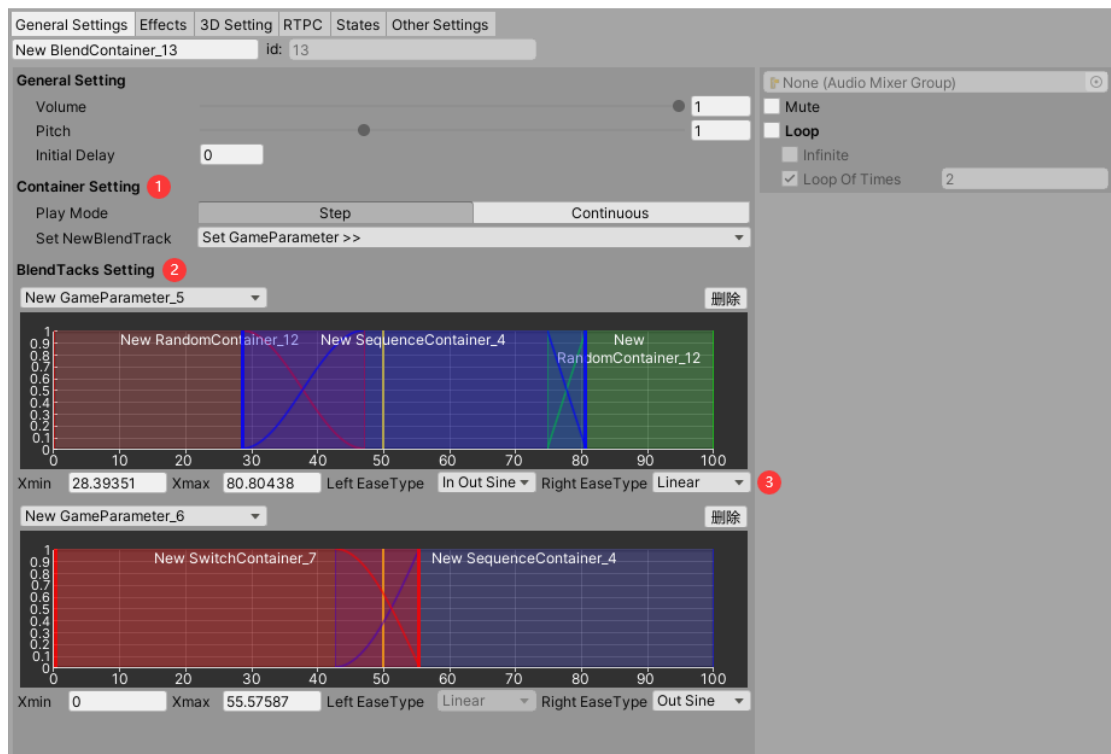 General Settings Effects 3D Setting RTPC States Other Settings
New BlendContainer_13 id: 13
General Setting
Volume 1
Pitch 1
Initial Delay 0
Container Setting 1
Play Mode Step Continuous
Set NewBlendTrack Set GameParameter >>
BlendTacks Setting 2
New GameParameter_5 删除
1
0.9
0.8
0.7
0.6
0.5
0.4
0.3
0.2
0.1
0
New RandomContainer_12 New SequenceContainer_4 New
RandomContainer_12
0 10 20 30 40 50 60 70 80 90 100
Xmin 28.39351 Xmax 80.80438 Left EaseType In Out Sine Right EaseType Linear 3
New GameParameter_6 删除
1
0.9
0.8
0.7
0.6
0.5
0.4
0.3
0.2
0.1
0
New SwitchContainer_7 New SequenceContainer_4
0 10 20 30 40 50 60 70 80 90 100
Xmin 0 Xmax 55.57587 Left EaseType Linear Right EaseType Out Sine
None (Audio Mixer Group)
Mute
Loop
Infinite
Loop Of Times 2